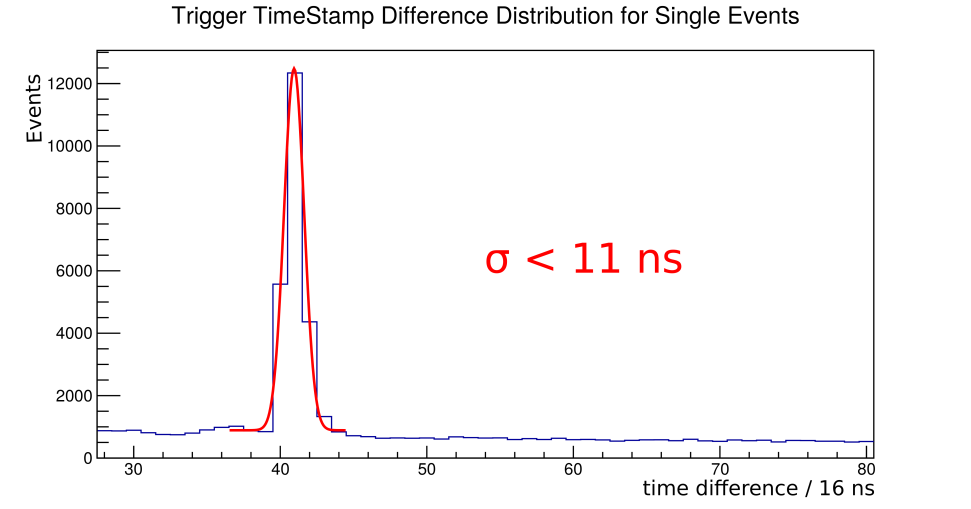 Trigger TimeStamp Difference Distribution for Single Events
Events
12000
10000
8000
6000
4000
2000
0
σ < 11 ns
30 40 50 60 70 80
time difference / 16 ns